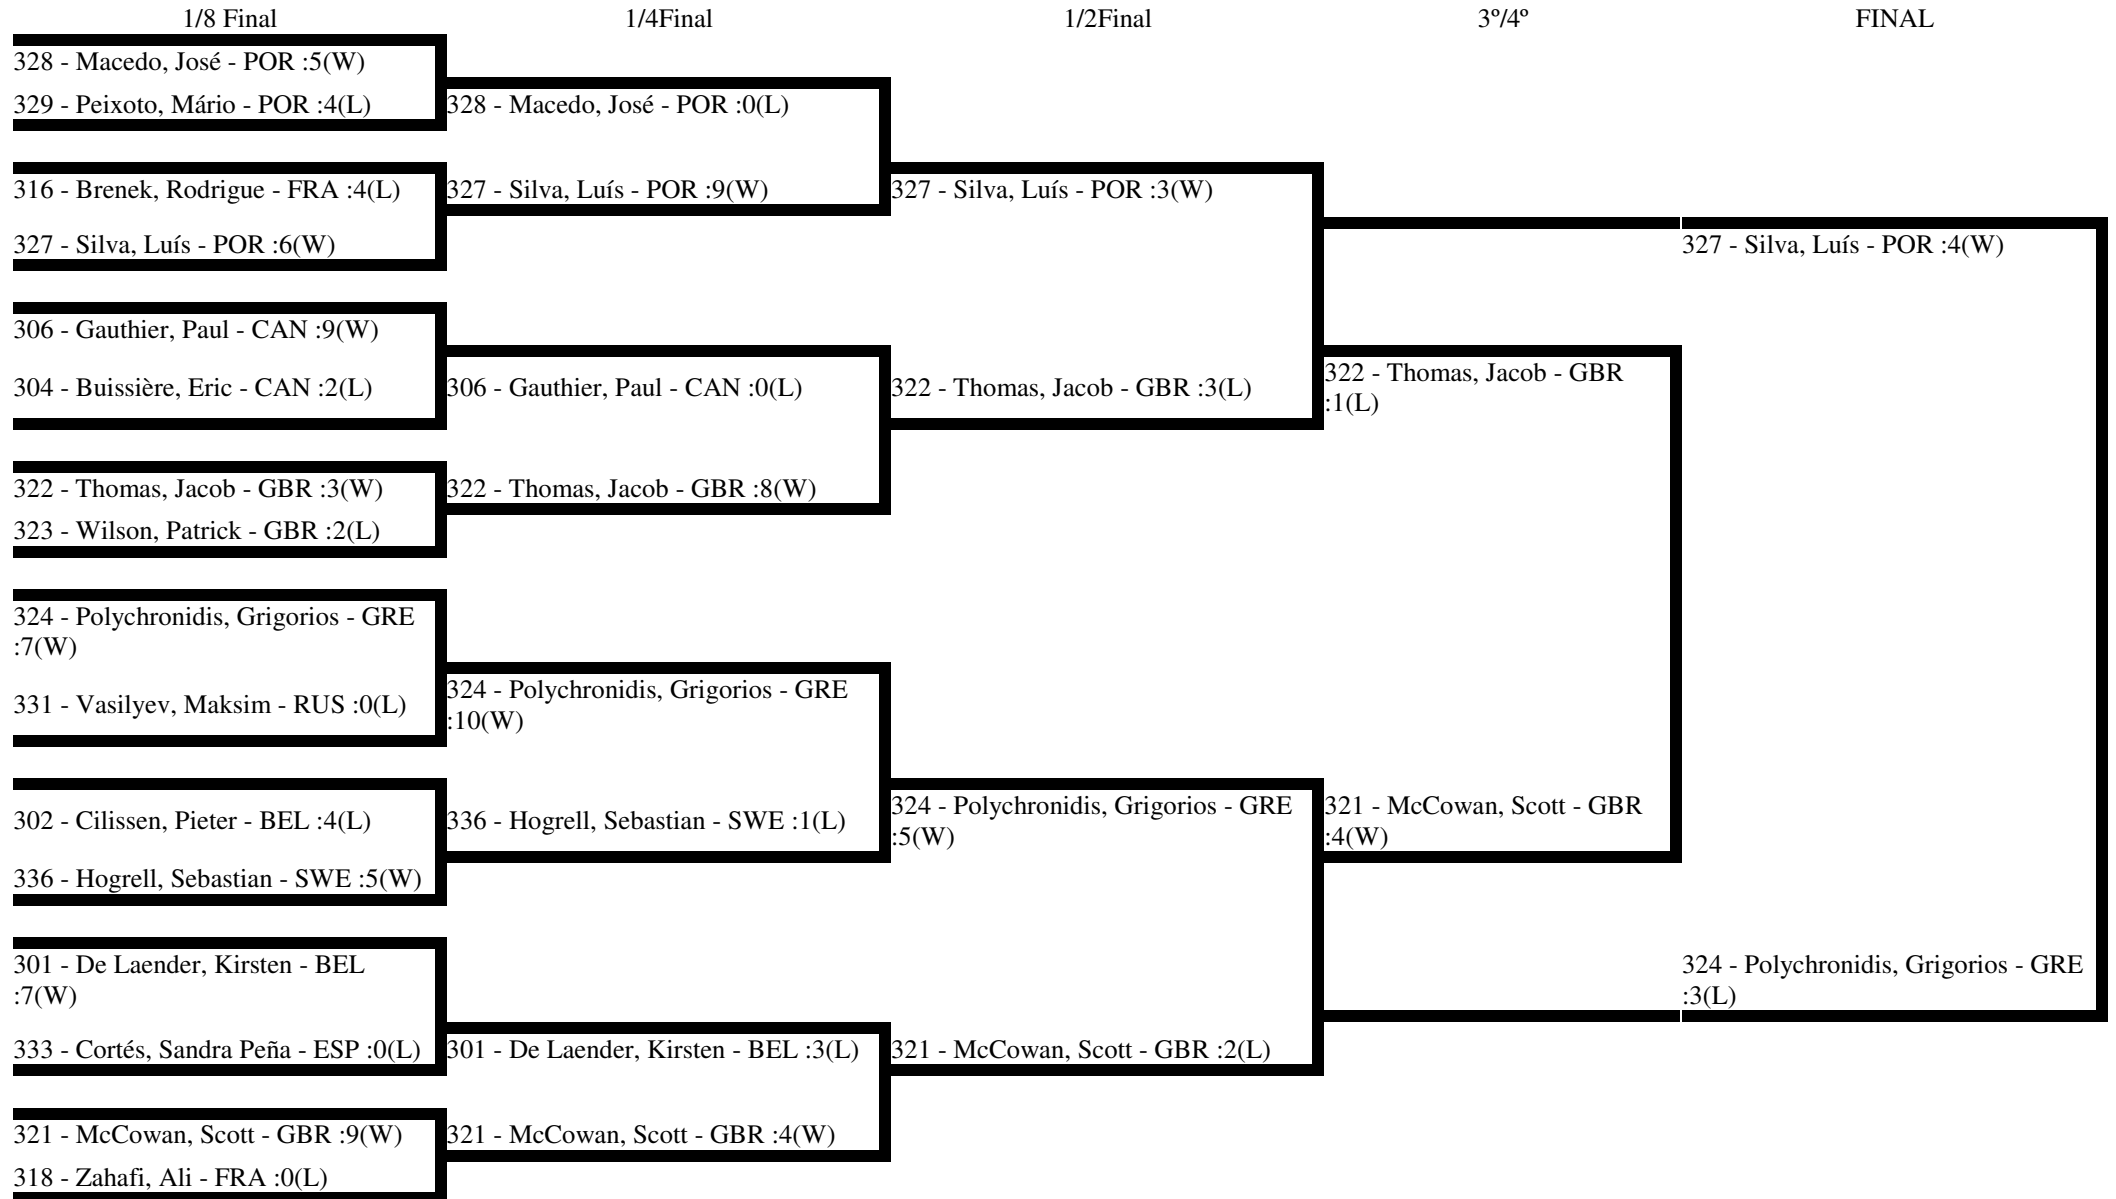 1/8 Final
1/4Final
1/2Final
3º/4º
FINAL
328 - Macedo, José - POR :5(W)
329 - Peixoto, Mário - POR :4(L)
316 - Brenek, Rodrigue - FRA :4(L)
327 - Silva, Luís - POR :6(W)
306 - Gauthier, Paul - CAN :9(W)
304 - Buissière, Eric - CAN :2(L)
322 - Thomas, Jacob - GBR :3(W)
323 - Wilson, Patrick - GBR :2(L)
324 - Polychronidis, Grigorios - GRE
:7(W)
331 - Vasilyev, Maksim - RUS :0(L)
302 - Cilissen, Pieter - BEL :4(L)
336 - Hogrell, Sebastian - SWE :5(W)
301 - De Laender, Kirsten - BEL
:7(W)
333 - Cortés, Sandra Peña - ESP :0(L)
321 - McCowan, Scott - GBR :9(W)
318 - Zahafi, Ali - FRA :0(L)
328 - Macedo, José - POR :0(L)
327 - Silva, Luís - POR :9(W)
306 - Gauthier, Paul - CAN :0(L)
322 - Thomas, Jacob - GBR :8(W)
324 - Polychronidis, Grigorios - GRE
:10(W)
336 - Hogrell, Sebastian - SWE :1(L)
301 - De Laender, Kirsten - BEL :3(L)
321 - McCowan, Scott - GBR :4(W)
327 - Silva, Luís - POR :3(W)
322 - Thomas, Jacob - GBR :3(L)
324 - Polychronidis, Grigorios - GRE
:5(W)
321 - McCowan, Scott - GBR :2(L)
322 - Thomas, Jacob - GBR
:1(L)
321 - McCowan, Scott - GBR
:4(W)
327 - Silva, Luís - POR :4(W)
324 - Polychronidis, Grigorios - GRE
:3(L)